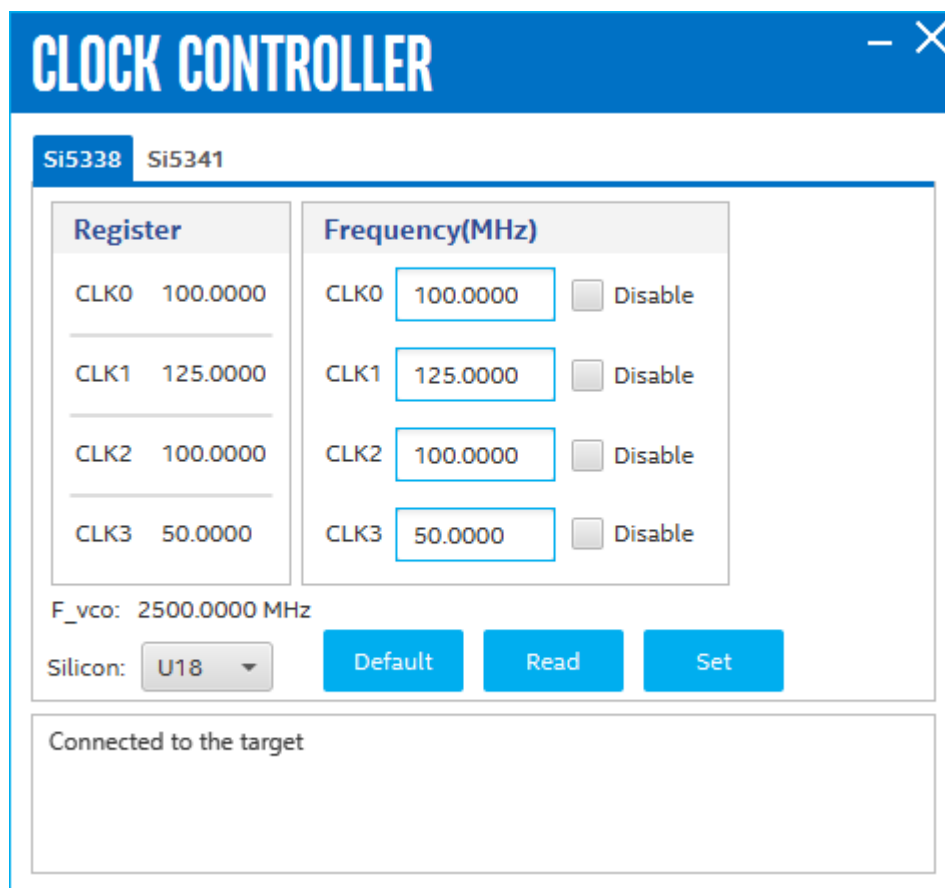 CLOCK CONTROLLER
Si5338 Si5341
Register Frequency(MHz)
CLK0 100.0000 CLK0 100.0000 Disable
CLK1 125.0000 CLK1 125.0000 Disable
CLK2 100.0000 CLK2 100.0000 Disable
CLK3 50.0000 CLK3 50.0000 Disable
F_vco: 2500.0000 MHz
Silicon: U18 Default Read Set
Connected to the target